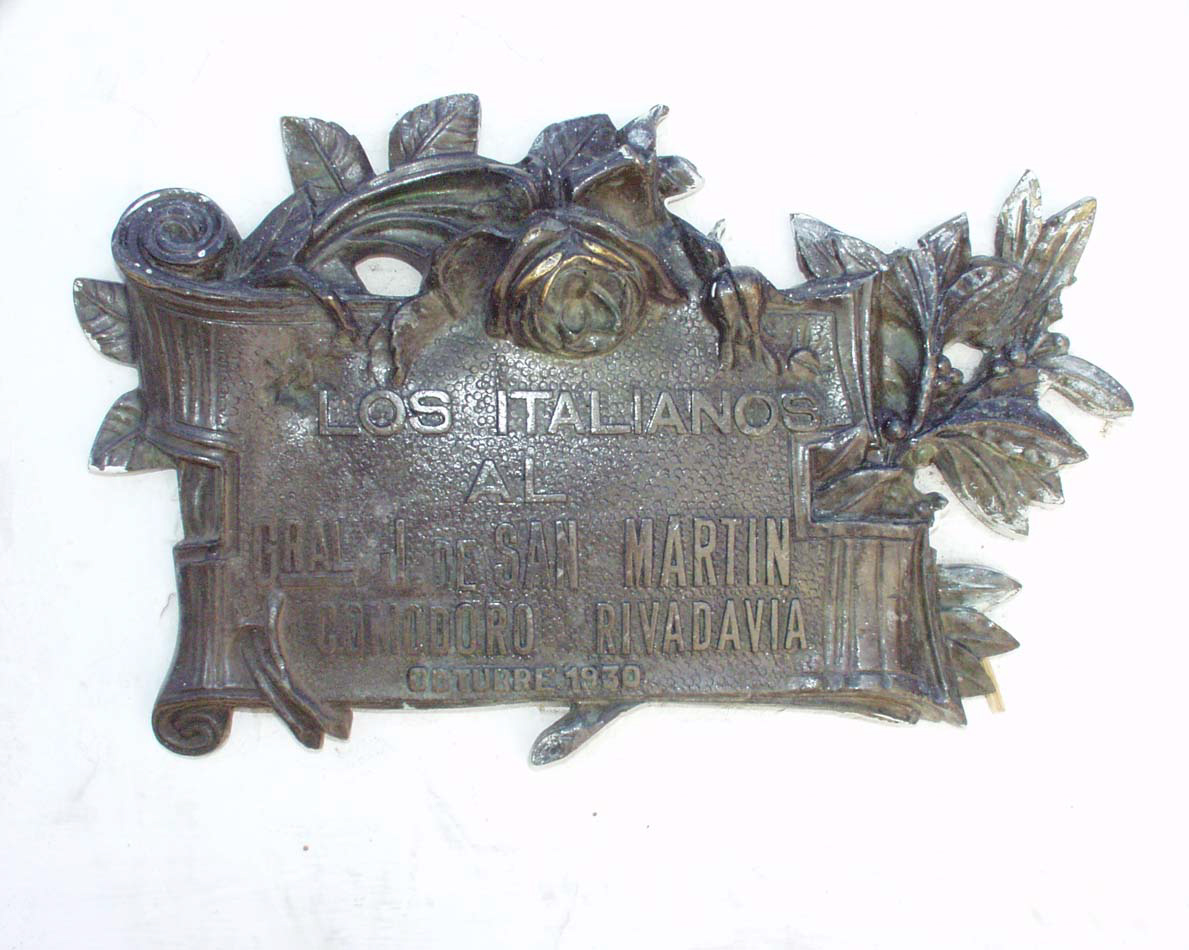 LOS ITALIANOS
AL
GRAL. J. DE SAN MARTIN
COMODORO RIVADAVIA
OCTUBRE 1930